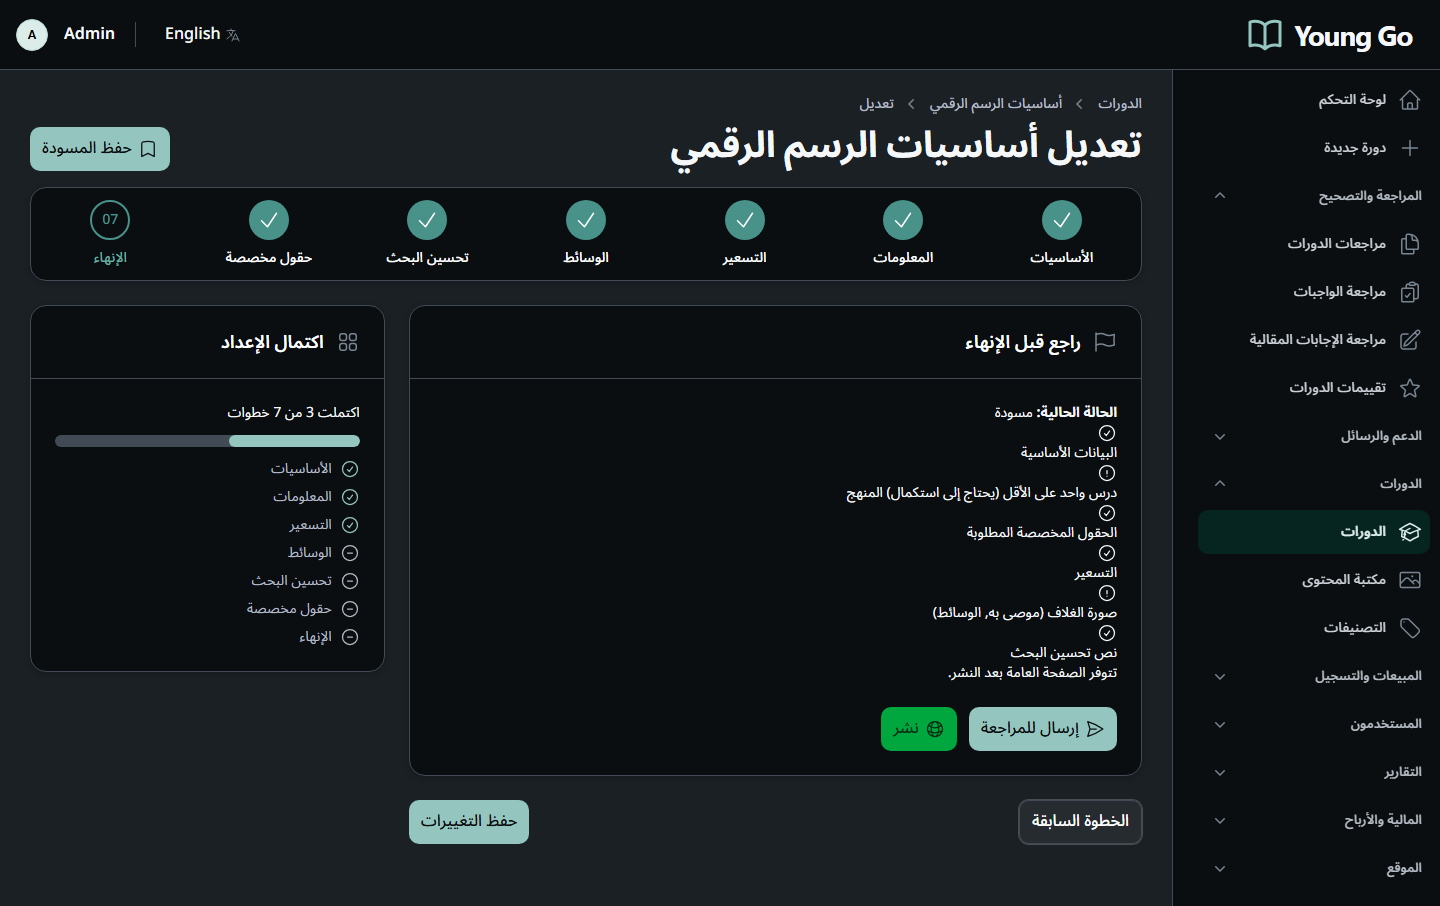 Young Go
English
Admin
A
لوحة التحكم
دورة جديدة
المراجعة والتصحيح
مراجعات الدورات
مراجعة الواجبات
مراجعة الإجابات المقالية
تقييمات الدورات
الدعم والرسائل
الدورات
الدورات
مكتبة المحتوى
التصنيفات
المبيعات والتسجيل
المستخدمون
التقارير
المالية والأرباح
الموقع
الدورات
أساسيات الرسم الرقمي
تعديل
تعديل أساسيات الرسم الرقمي
حفظ المسودة
الأساسيات
المعلومات
التسعير
الوسائط
تحسين البحث
حقول مخصصة
07
الإنهاء
راجع قبل الإنهاء
الحالة الحالية: مسودة
البيانات الأساسية
درس واحد على الأقل (يحتاج إلى استكمال) المنهج
الحقول المخصصة المطلوبة
التسعير
صورة الغلاف (موصى به, الوسائط)
نص تحسين البحث
تتوفر الصفحة العامة بعد النشر.
إرسال للمراجعة
نشر
الخطوة السابقة
حفظ التغييرات
اكتمال الإعداد
اكتملت 3 من 7 خطوات
الأساسيات
المعلومات
التسعير
الوسائط
تحسين البحث
حقول مخصصة
الإنهاء